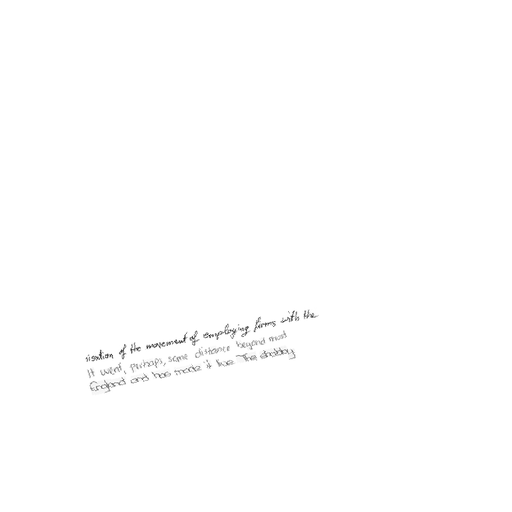 risation of the movement of employing firms with the
It went, perhaps, some distance beyond most
England and has made it live. The shabby